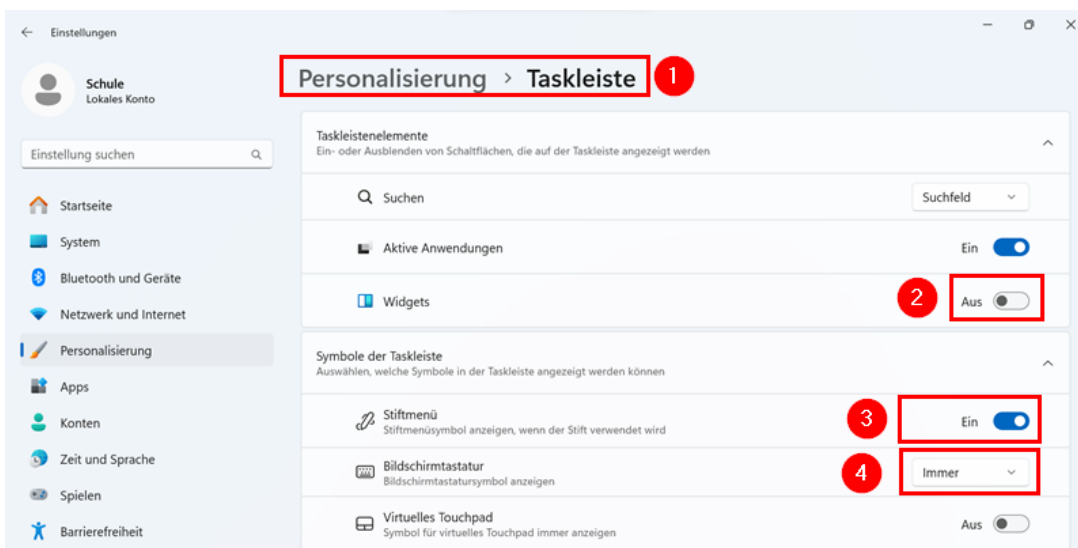 Einstellungen
Schule
Lokales Konto
Einstellung suchen
Startseite
System
Bluetooth und Geräte
Netzwerk und Internet
Personalisierung
Apps
Konten
Zeit und Sprache
Spielen
Barrierefreiheit
Personalisierung > Taskleiste 1
Taskleistenelemente
Ein- oder Ausblenden von Schaltflächen, die auf der Taskleiste angezeigt werden
Suchen Suchfeld
Aktive Anwendungen Ein
Widgets 2 Aus
Symbole der Taskleiste
Auswählen, welche Symbole in der Taskleiste angezeigt werden können
Stiftmenü 3 Ein
Stiftmenüsymbol anzeigen, wenn der Stift verwendet wird
Bildschirmtastatur 4 Immer
Bildschirmtastatursymbol anzeigen
Virtuelles Touchpad Aus
Symbol für virtuelles Touchpad immer anzeigen